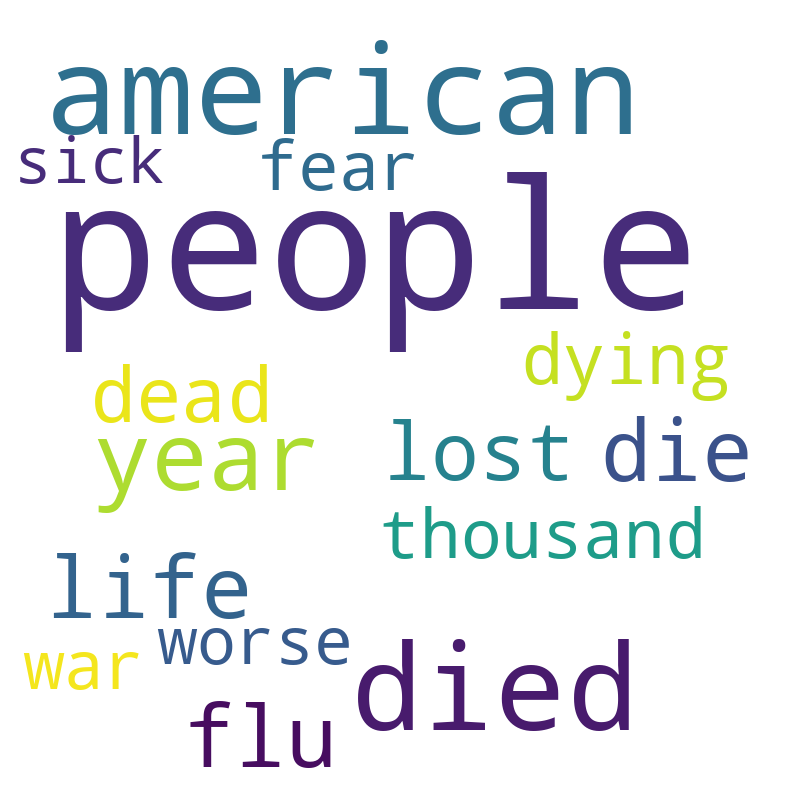 american
sick fear
people
dying
dead
year lost die
thousand
life
worse
war
died
flu